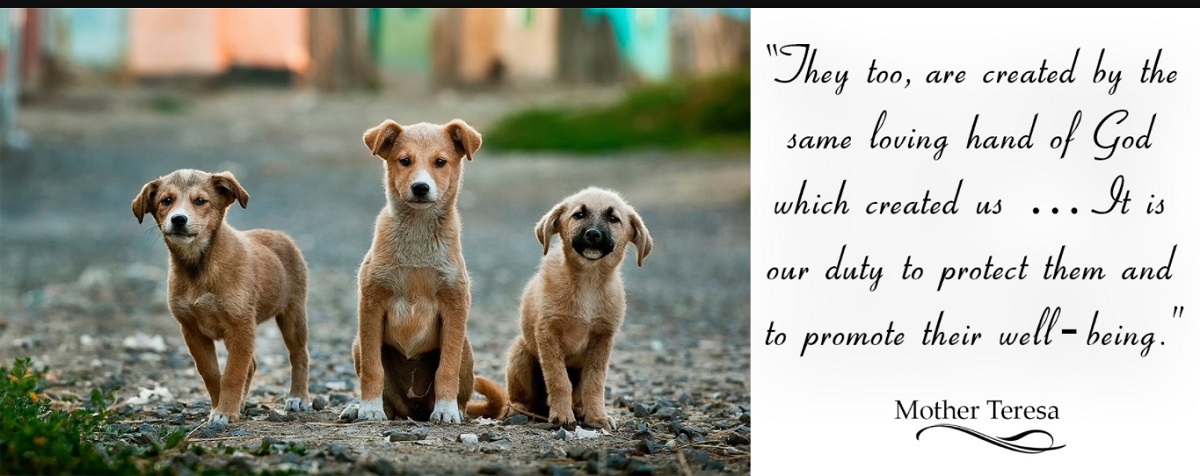 "They too, are created by the
same loving hand of God
which created us ... It is
our duty to protect them and
to promote their well-being."
Mother Teresa